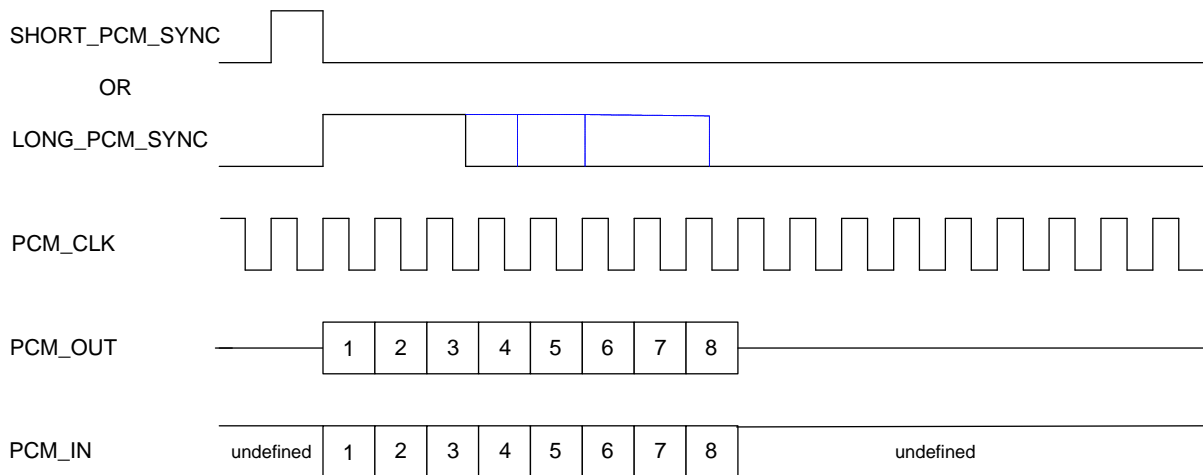 SHORT_PCM_SYNC
OR
LONG_PCM_SYNC
PCM_CLK
PCM_OUT 1 2 3 4 5 6 7 8
PCM_IN undefined 1 2 3 4 5 6 7 8 undefined